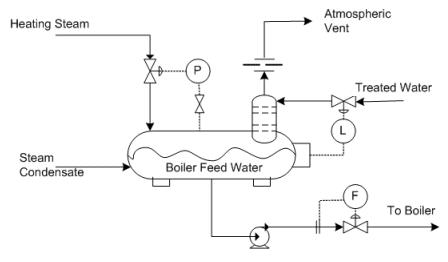 Heating Steam
Atmospheric
Vent
P
Treated Water
L
Steam
Condensate
Boiler Feed Water
F
To Boiler